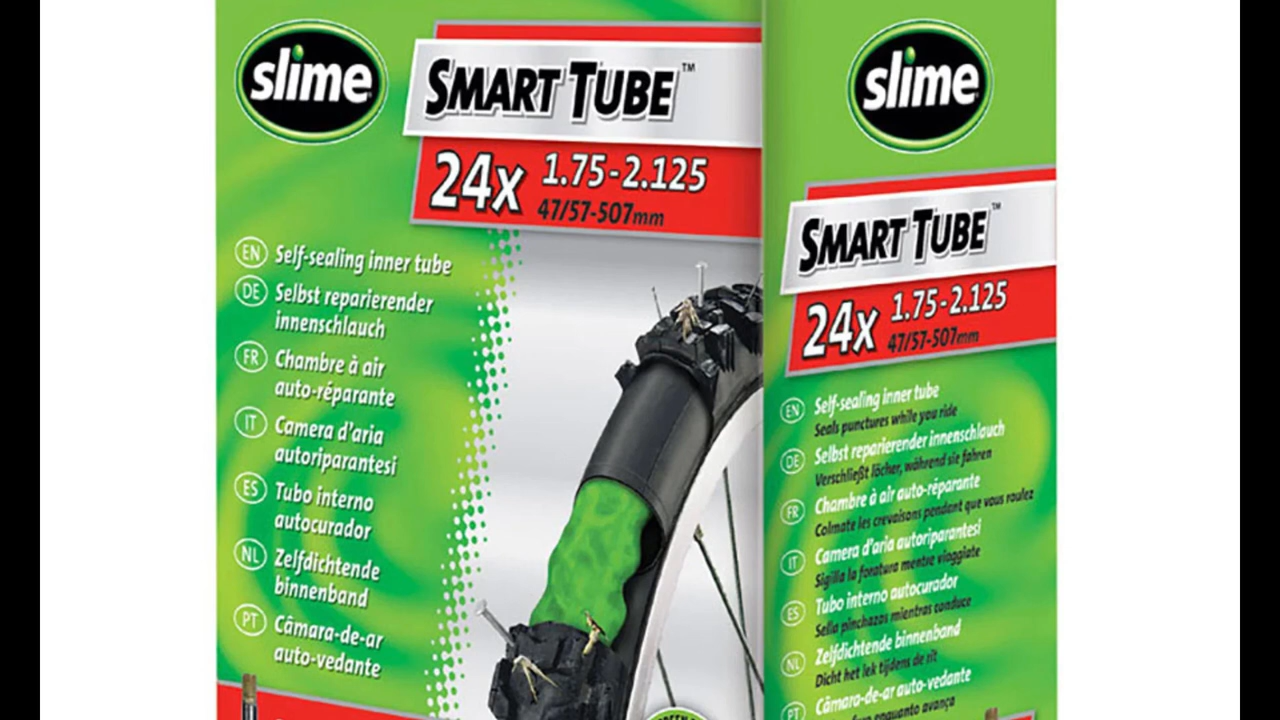 slime
SMART TUBE™
24x 1.75-2.125
47/57-507mm
EN Self-sealing inner tube
DE Selbst reparierender
innenschlauch
FR Chambre à air
auto-réparante
IT Camera d'aria
autoriparantesi
ES Tubo interno
autocurador
NL Zelfdichtende
binnenband
PT Câmara-de-ar
auto-vedante
slime
SMART TUBE™
24x 1.75-2.125
47/57-507mm
EN Self-sealing inner tube
Seals punctures while you ride
DE Selbst reparierender innenschlauch
Verschließt löcher, während sie fahren
FR Chambre à air auto-réparante
Colmate les crevaisons pendant que vous roulez
IT Camera d'aria autoriparantesi
Sigilla la foratura mentre viaggiate
ES Tubo interno autocurador
Sella pinchazos mientras conduce
NL Zelfdichtende binnenband
Dicht het lek tijdens de rit
PT Câmara-de-ar auto-vedante
enquanto avança